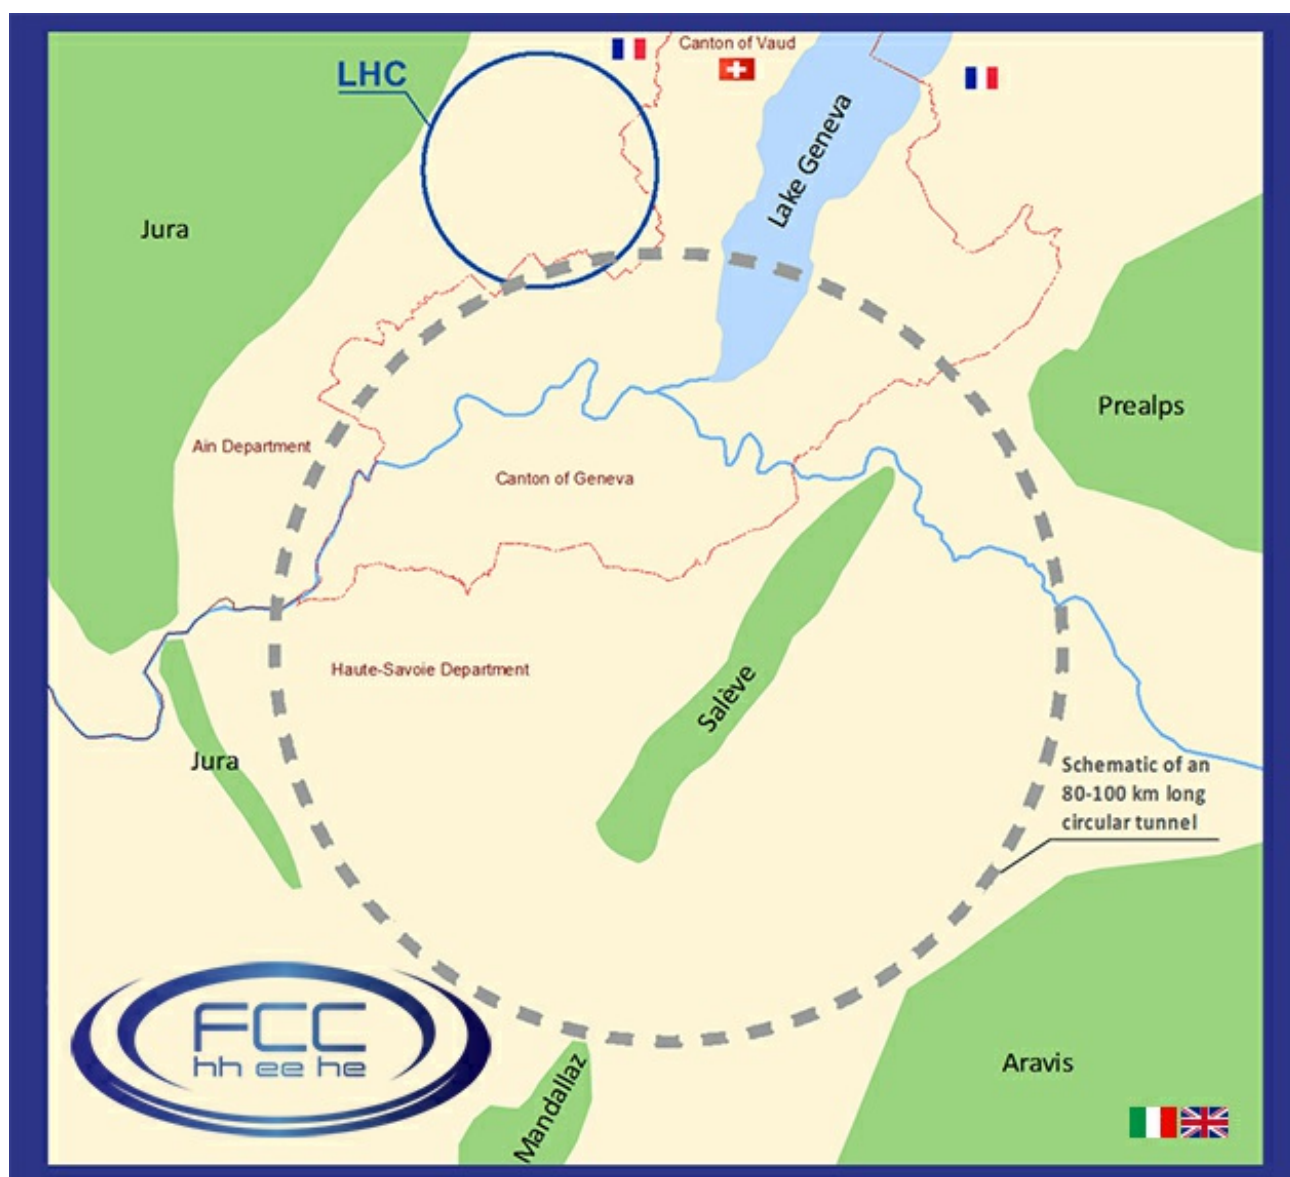 Canton of Vaud
LHC
Lake Geneva
Jura
Prealps
Ain Department
Canton of Geneva
Haute-Savoie Department
Salève
Jura
Schematic of an
80-100 km long
circular tunnel
FCC
hh ee he
Mandallaz
Aravis